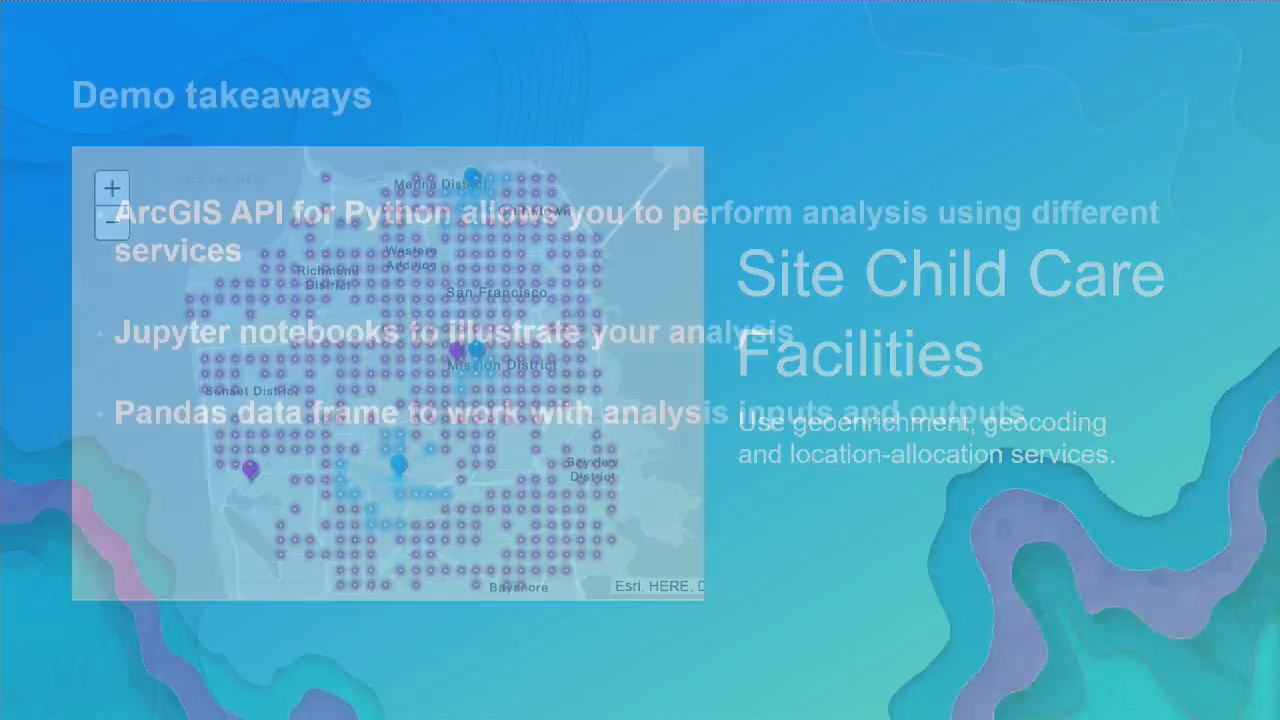 Demo takeaways
ArcGIS API for Python allows you to perform analysis using different
services
Jupyter notebooks to illustrate your analysis
Pandas data frame to work with analysis inputs and outputs
Site Child Care
Facilities
Use geoenrichment, geocoding
and location-allocation services.
+
−
Marina District
Chinatown
Western
Addition
Richmond
District
San Francisco
Mission District
Sunset District
Bayview
District
Bayshore
Esri, HERE,